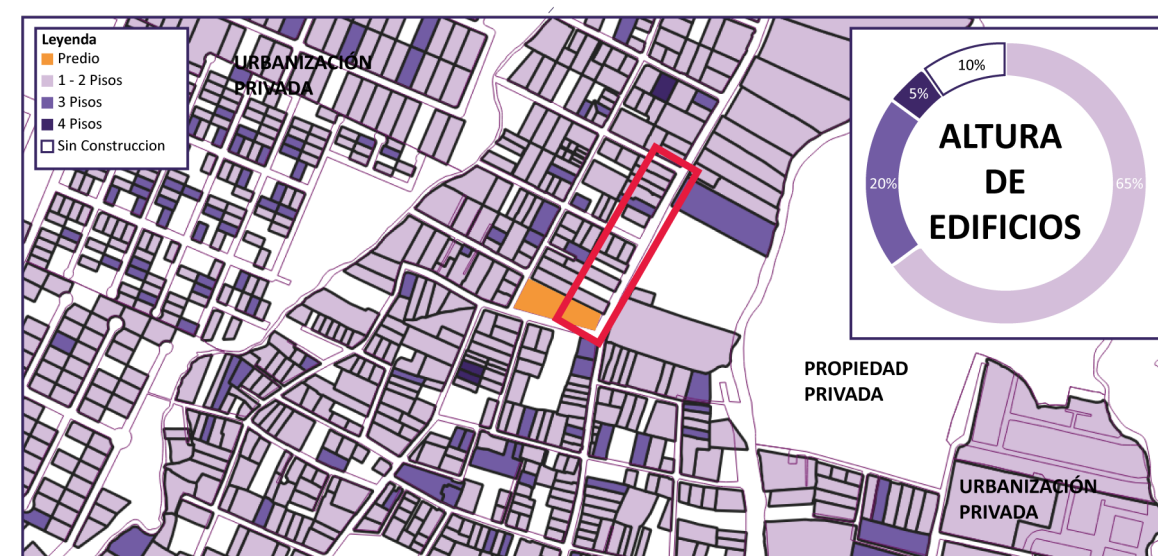 Leyenda
Predio
1 - 2 Pisos
3 Pisos
4 Pisos
Sin Construccion
URBANIZACIÓN
PRIVADA
10%
5%
20%
65%
ALTURA
DE
EDIFICIOS
PROPIEDAD
PRIVADA
URBANIZACIÓN
PRIVADA